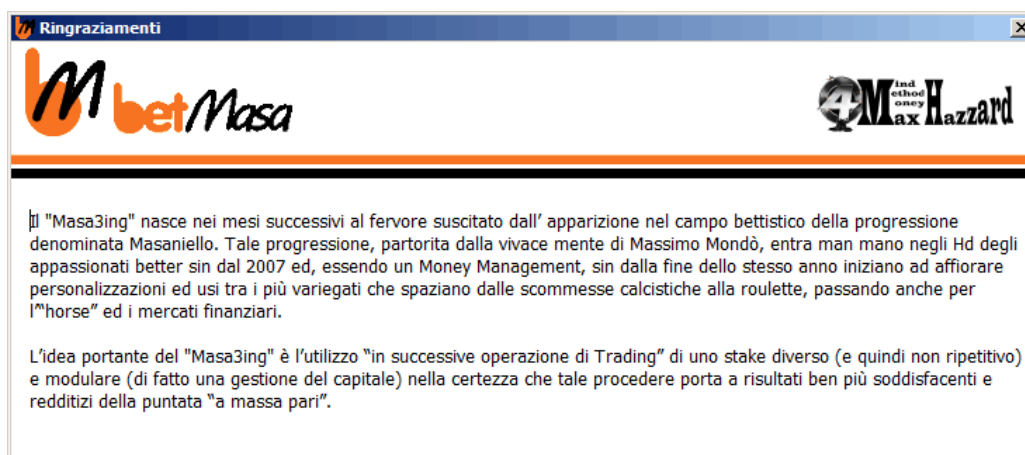 Ringraziamenti
bM betMasa
4 Mind Method Money Max Hazzard
Il "Masa3ing" nasce nei mesi successivi al fervore suscitato dall' apparizione nel campo bettistico della progressione
denominata Masaniello. Tale progressione, partorita dalla vivace mente di Massimo Mondò, entra man mano negli Hd degli
appassionati better sin dal 2007 ed, essendo un Money Management, sin dalla fine dello stesso anno iniziano ad affiorare
personalizzazioni ed usi tra i più variegati che spaziano dalle scommesse calcistiche alla roulette, passando anche per
l'"horse" ed i mercati finanziari.
L'idea portante del "Masa3ing" è l'utilizzo "in successive operazione di Trading" di uno stake diverso (e quindi non ripetitivo)
e modulare (di fatto una gestione del capitale) nella certezza che tale procedere porta a risultati ben più soddisfacenti e
redditizi della puntata "a massa pari".